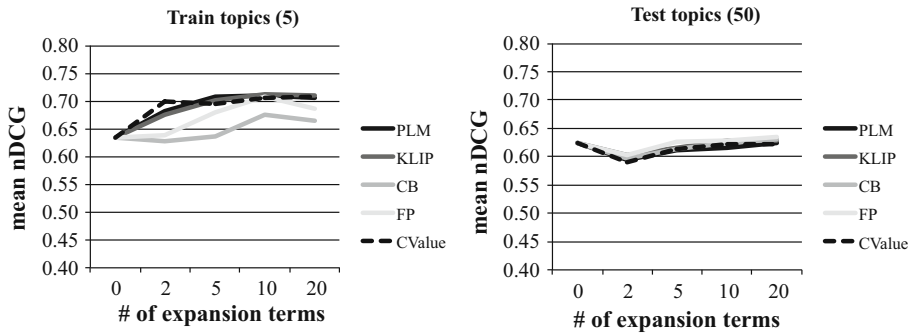 Train topics (5)
0.80
0.75
0.70
0.65
0.60
0.55
0.50
0.45
0.40
mean nDCG
0 2 5 10 20
# of expansion terms
PLM
KLIP
CB
FP
CValue
Test topics (50)
0.80
0.75
0.70
0.65
0.60
0.55
0.50
0.45
0.40
mean nDCG
0 2 5 10 20
# of expansion terms
PLM
KLIP
CB
FP
CValue